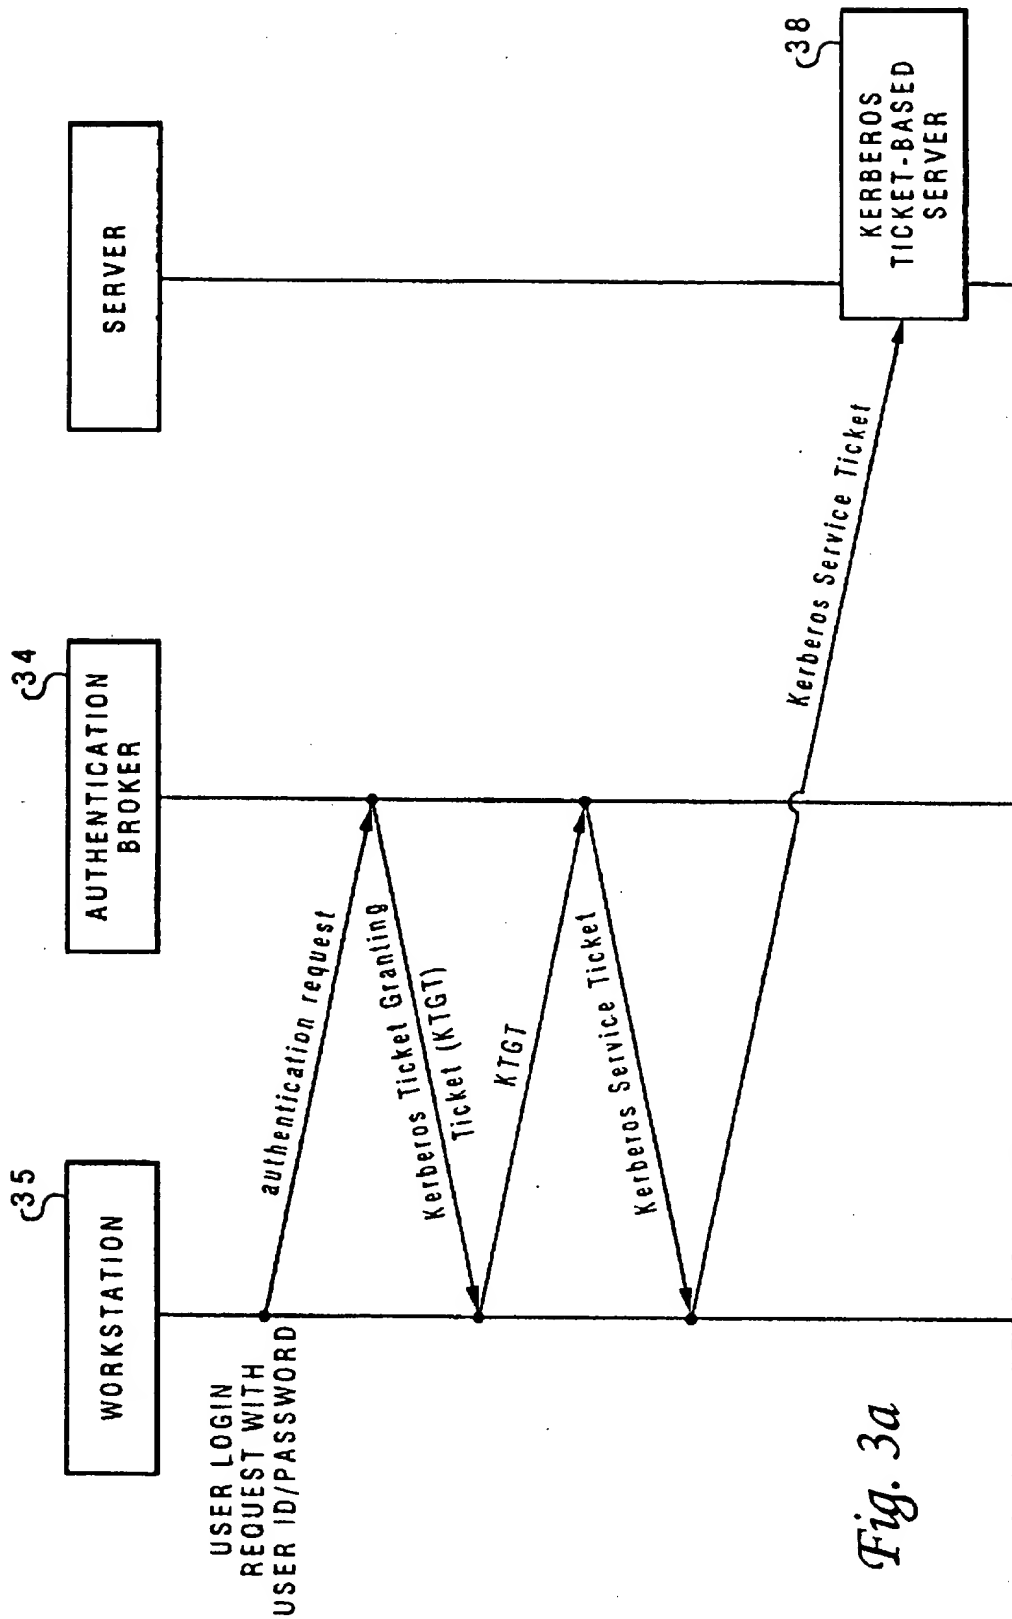 35
WORKSTATION
34
AUTHENTICATION
BROKER
SERVER
USER LOGIN
REQUEST WITH
USER ID/PASSWORD
authentication request
Kerberos Ticket Granting
Ticket (KTGT)
KTGT
Kerberos Service Ticket
Kerberos Service Ticket
38
KERBEROS
TICKET-BASED
SERVER
Fig. 3a